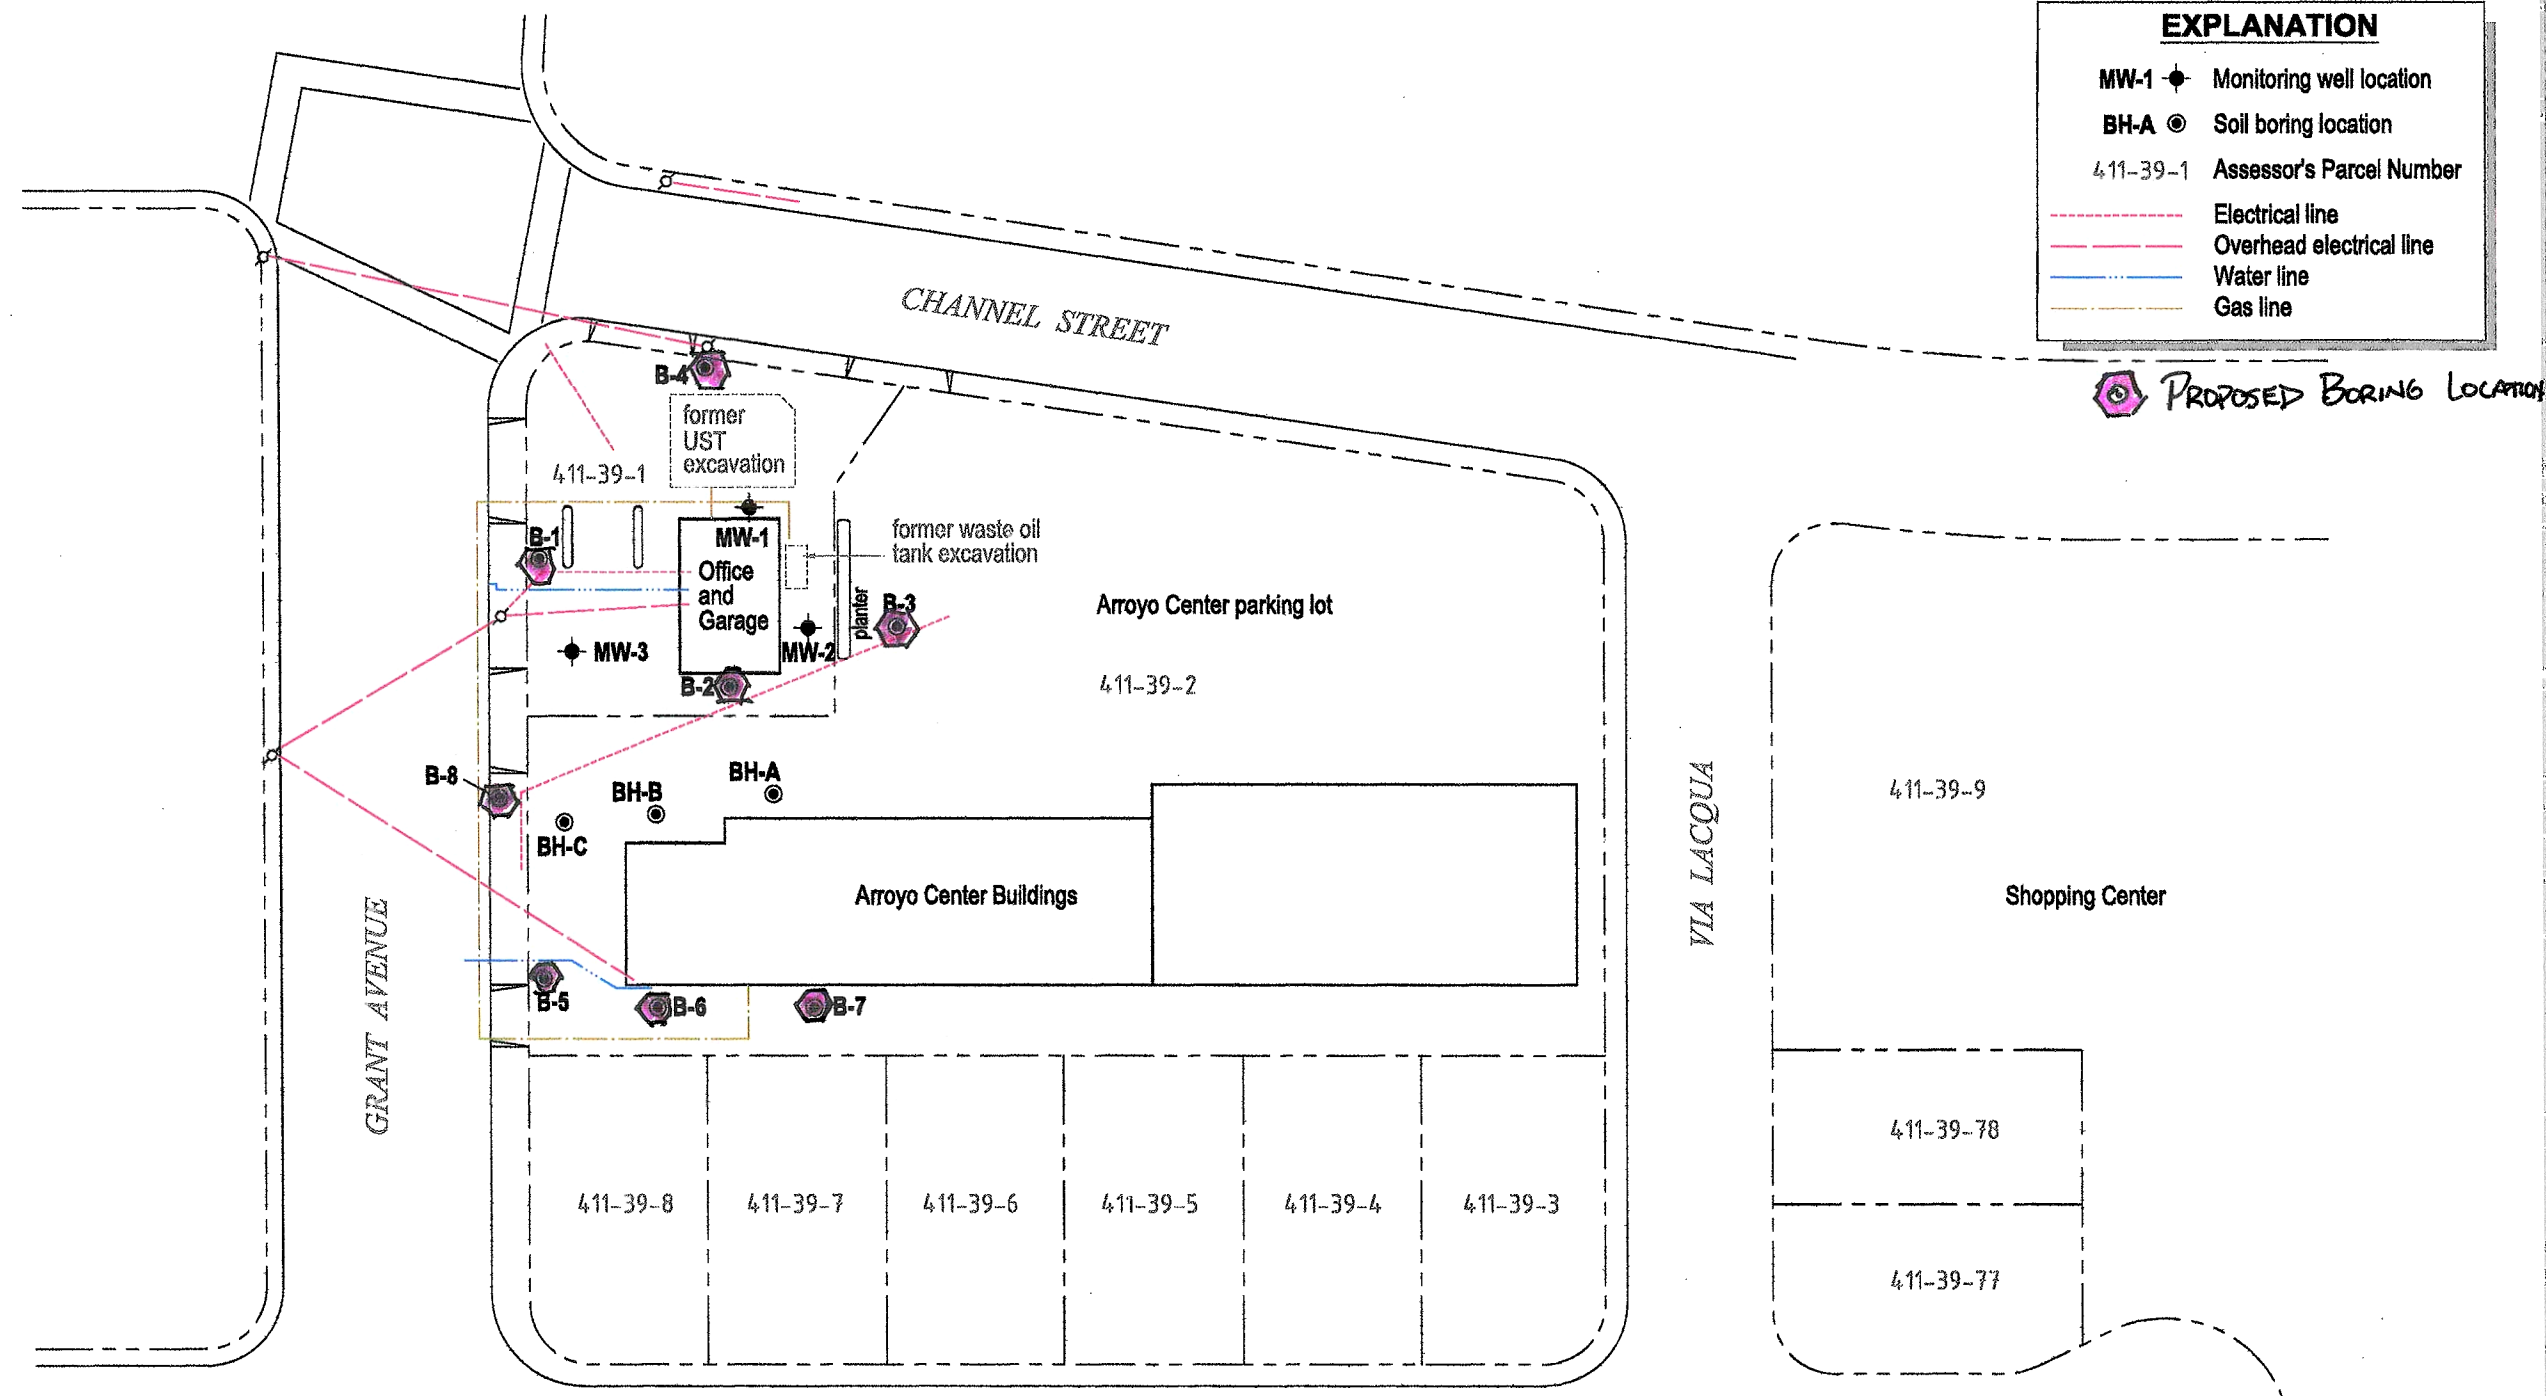 EXPLANATION
MW-1 Monitoring well location
BH-A Soil boring location
411-39-1 Assessor's Parcel Number
Electrical line
Overhead electrical line
Water line
Gas line
PROPOSED BORING LOCATION
CHANNEL STREET
B-4
former
UST
excavation
411-39-1
B-1
MW-1
former waste oil
tank excavation
Office
and
Garage
planter
B-3
Arroyo Center parking lot
MW-3
MW-2
B-2
411-39-2
B-8
BH-A
BH-B
BH-C
411-39-9
VIA LACQUA
Arroyo Center Buildings
Shopping Center
GRANT AVENUE
B-5
B-6
B-7
411-39-78
411-39-8
411-39-7
411-39-6
411-39-5
411-39-4
411-39-3
411-39-77